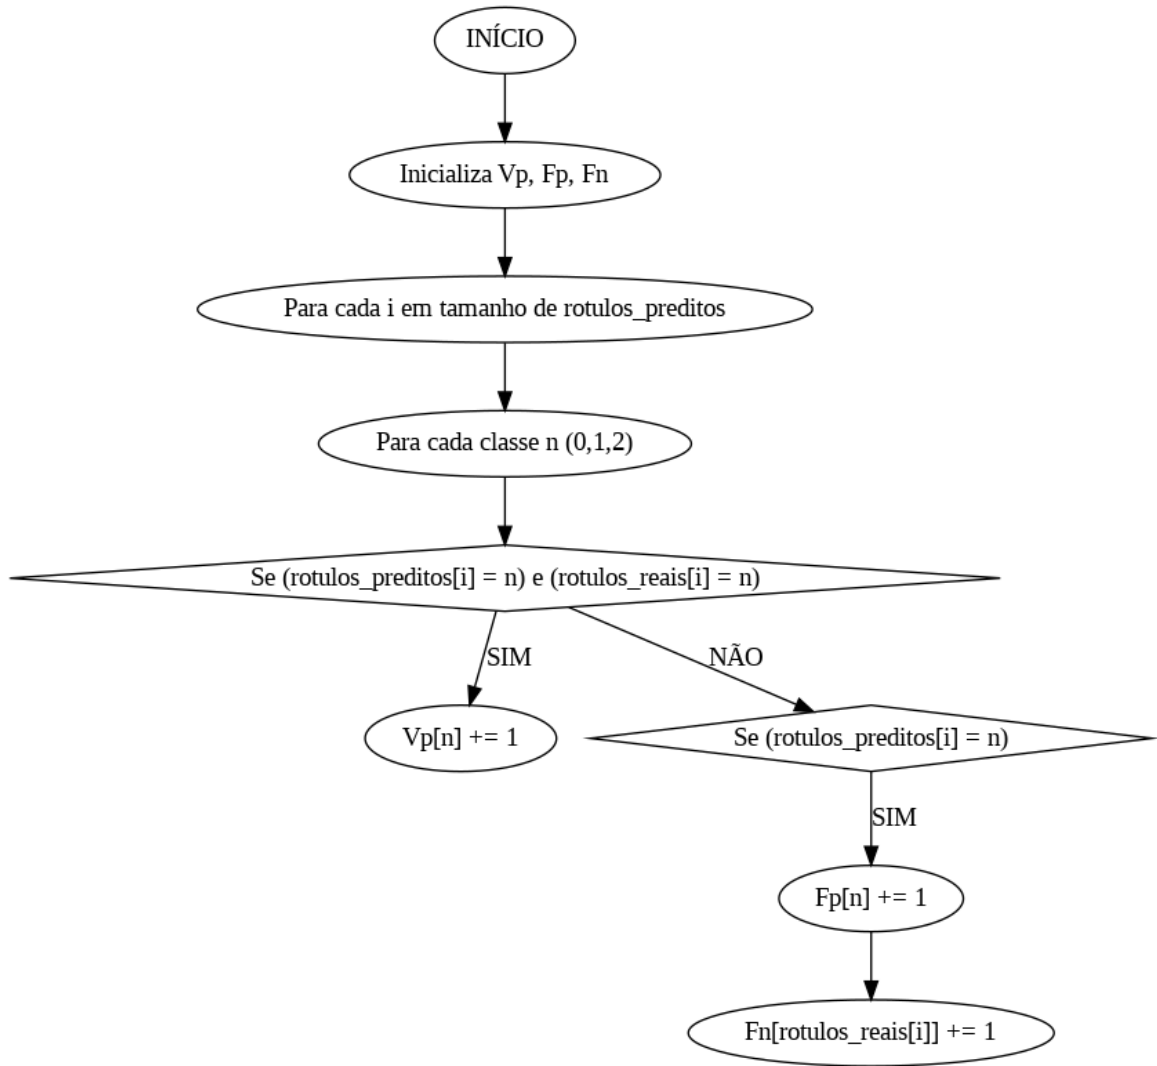 INÍCIO
Inicializa Vp, Fp, Fn
Para cada i em tamanho de rotulos_preditos
Para cada classe n (0,1,2)
Se (rotulos_preditos[i] = n) e (rotulos_reais[i] = n)
SIM
NÃO
Vp[n] += 1
Se (rotulos_preditos[i] = n)
SIM
Fp[n] += 1
Fn[rotulos_reais[i]] += 1